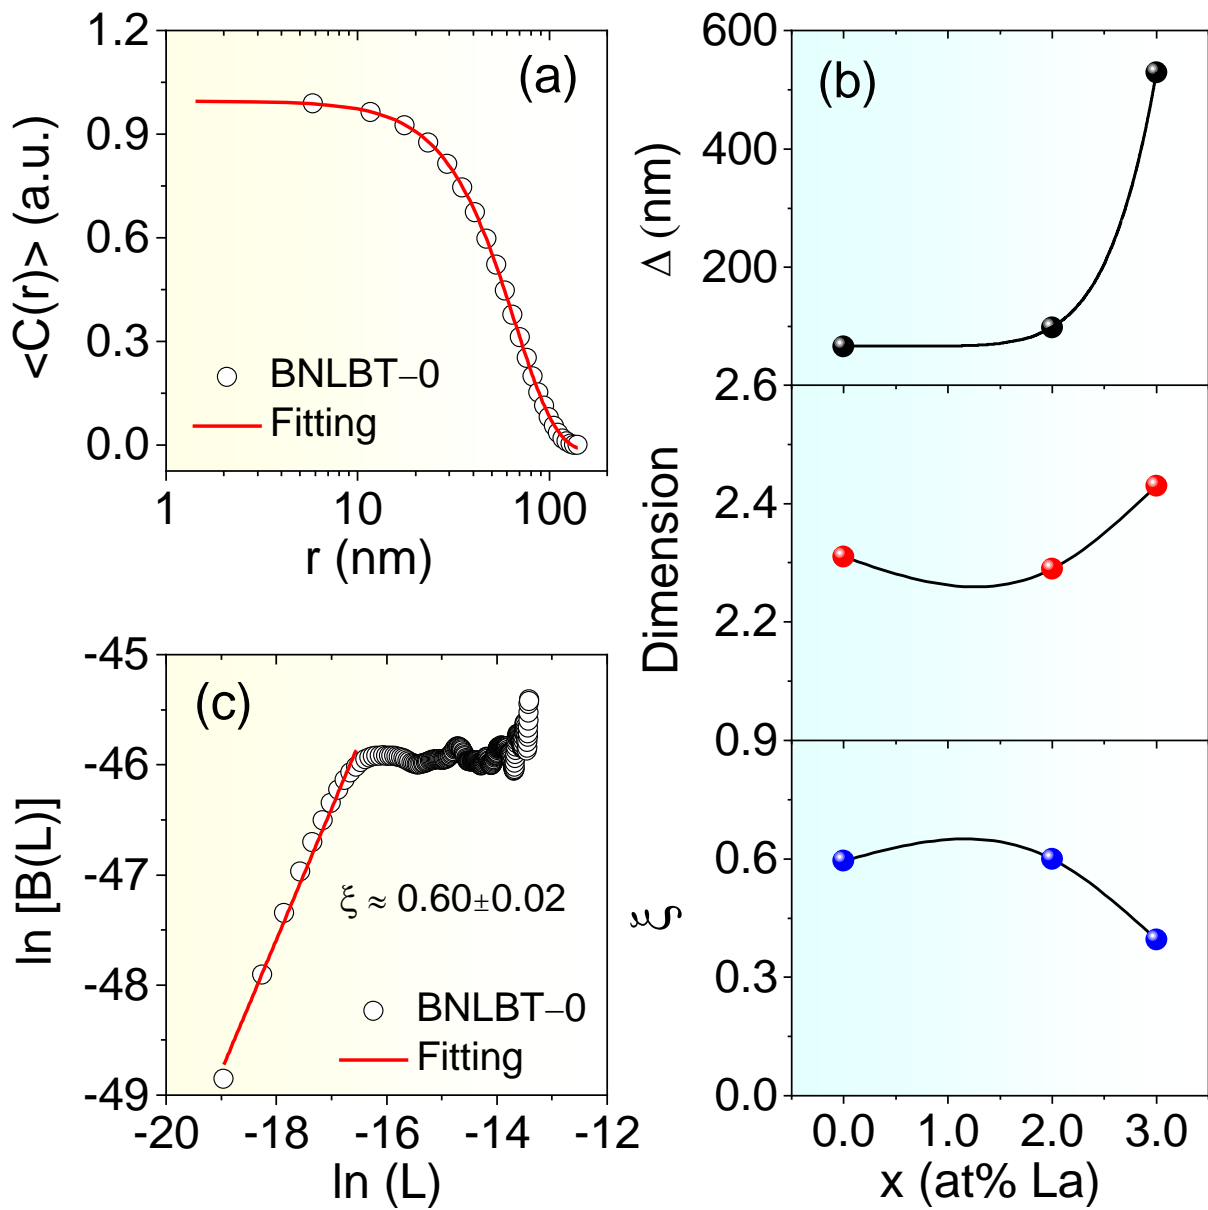 (a)
<C(r)> (a.u.)
1.2
0.9
0.6
0.3
0.0
BNLBT−0
Fitting
1
10
100
r (nm)
(b)
Δ (nm)
600
400
200
2.6
Dimension
2.4
2.2
0.9
ξ
0.6
0.3
0.0
0.0
1.0
2.0
3.0
x (at% La)
(c)
ln [B(L)]
-45
-46
-47
-48
-49
ξ ≈ 0.60±0.02
BNLBT−0
Fitting
-20
-18
-16
-14
-12
ln (L)